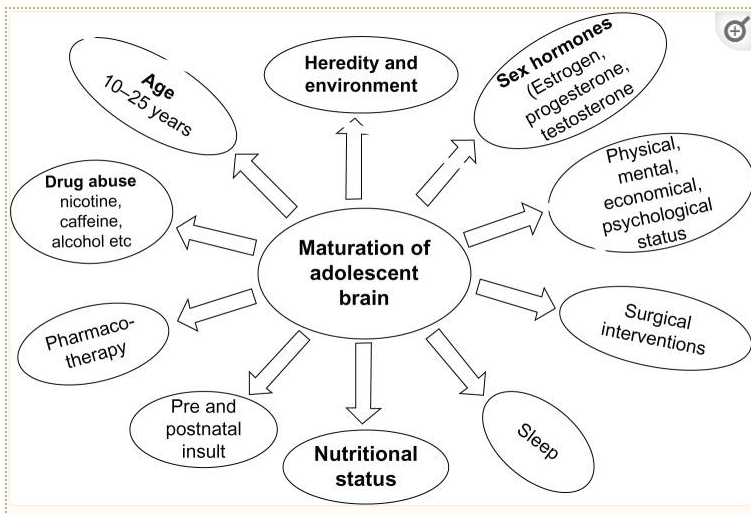 Age
10–25 years
Heredity and
environment
Sex hormones
(Estrogen,
progesterone,
testosterone
Drug abuse
nicotine,
caffeine,
alcohol etc
Physical,
mental,
economical,
psychological
status
Maturation of
adolescent
brain
Pharmaco-
therapy
Surgical
interventions
Pre and
postnatal
insult
Nutritional
status
Sleep